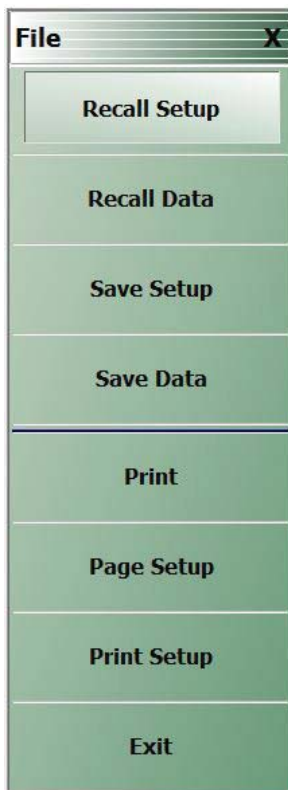 File X
Recall Setup
Recall Data
Save Setup
Save Data
Print
Page Setup
Print Setup
Exit